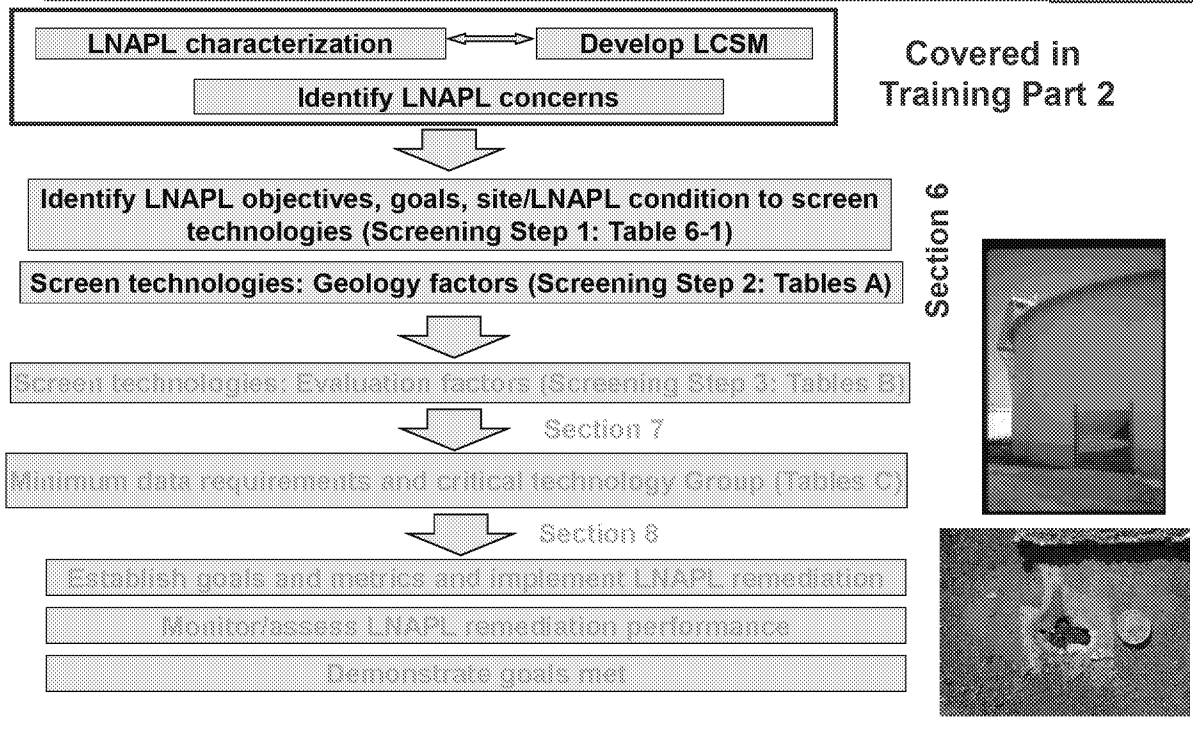 LNAPL characterization
Develop LCSM
Identify LNAPL concerns
Covered in
Training Part 2
Identify LNAPL objectives, goals, site/LNAPL condition to screen
technologies (Screening Step 1: Table 6-1)
Screen technologies: Geology factors (Screening Step 2: Tables A)
Section 6
Screen technologies: Evaluation factors (Screening Step 3: Tables B)
Section 7
Minimum data requirements and critical technology Group (Tables C)
Section 8
Establish goals and metrics and implement LNAPL remediation
Monitor/assess LNAPL remediation performance
Demonstrate goals met